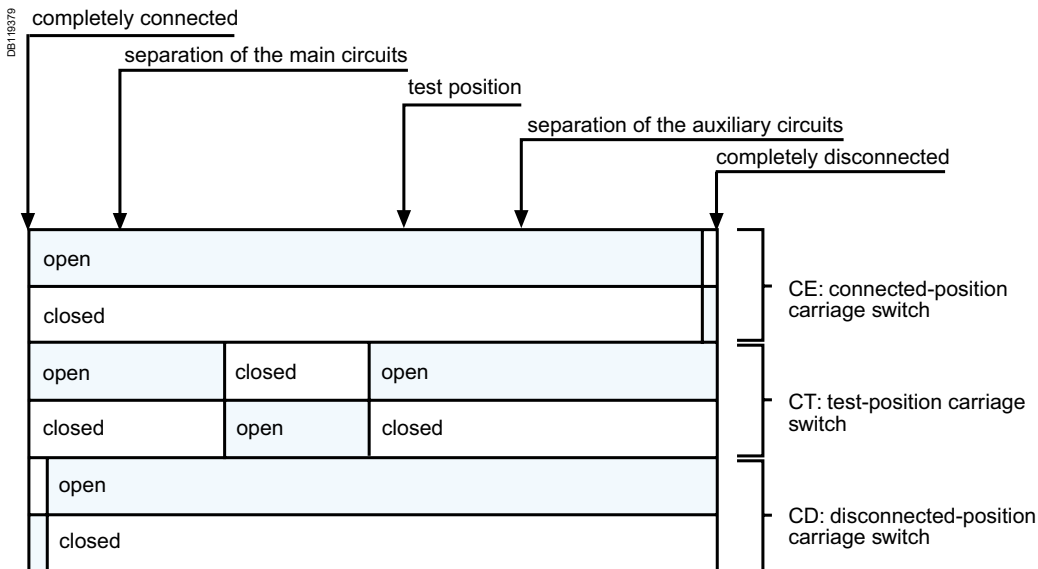 DB119379
completely connected
separation of the main circuits
test position
separation of the auxiliary circuits
completely disconnected
open
closed
CE: connected-position
carriage switch
open closed open
closed open closed
CT: test-position carriage
switch
open
closed
CD: disconnected-position
carriage switch